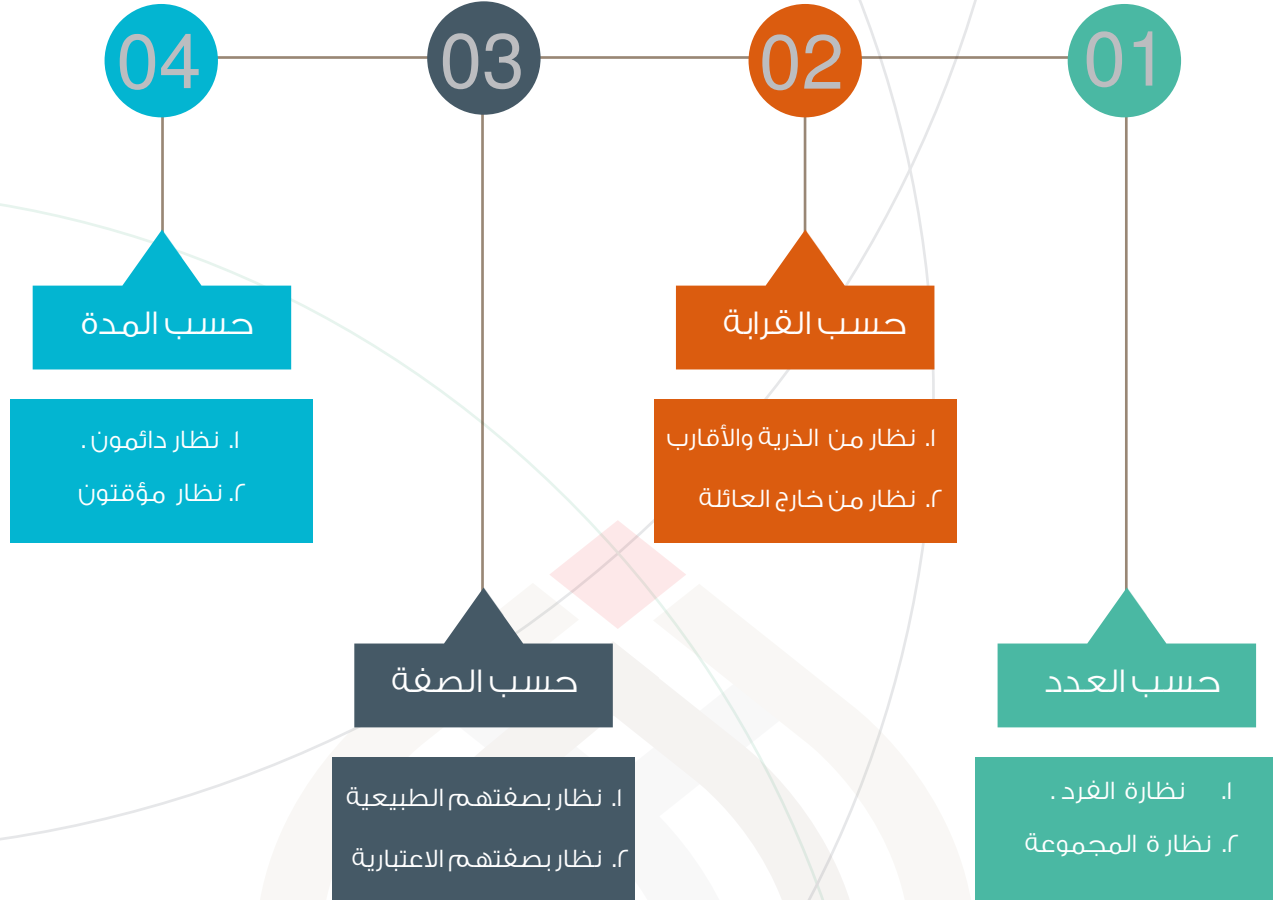 01
حسب العدد
١. نظارة الفرد .
٢. نظار ة المجموعة
02
حسب القرابة
١. نظار من الذرية والأقارب
٢. نظار من خارج العائلة
03
حسب الصفة
١. نظار بصفتهم الطبيعية
٢. نظار بصفتهم الاعتبارية
04
حسب المدة
١. نظار دائمون .
٢. نظار مؤقتون